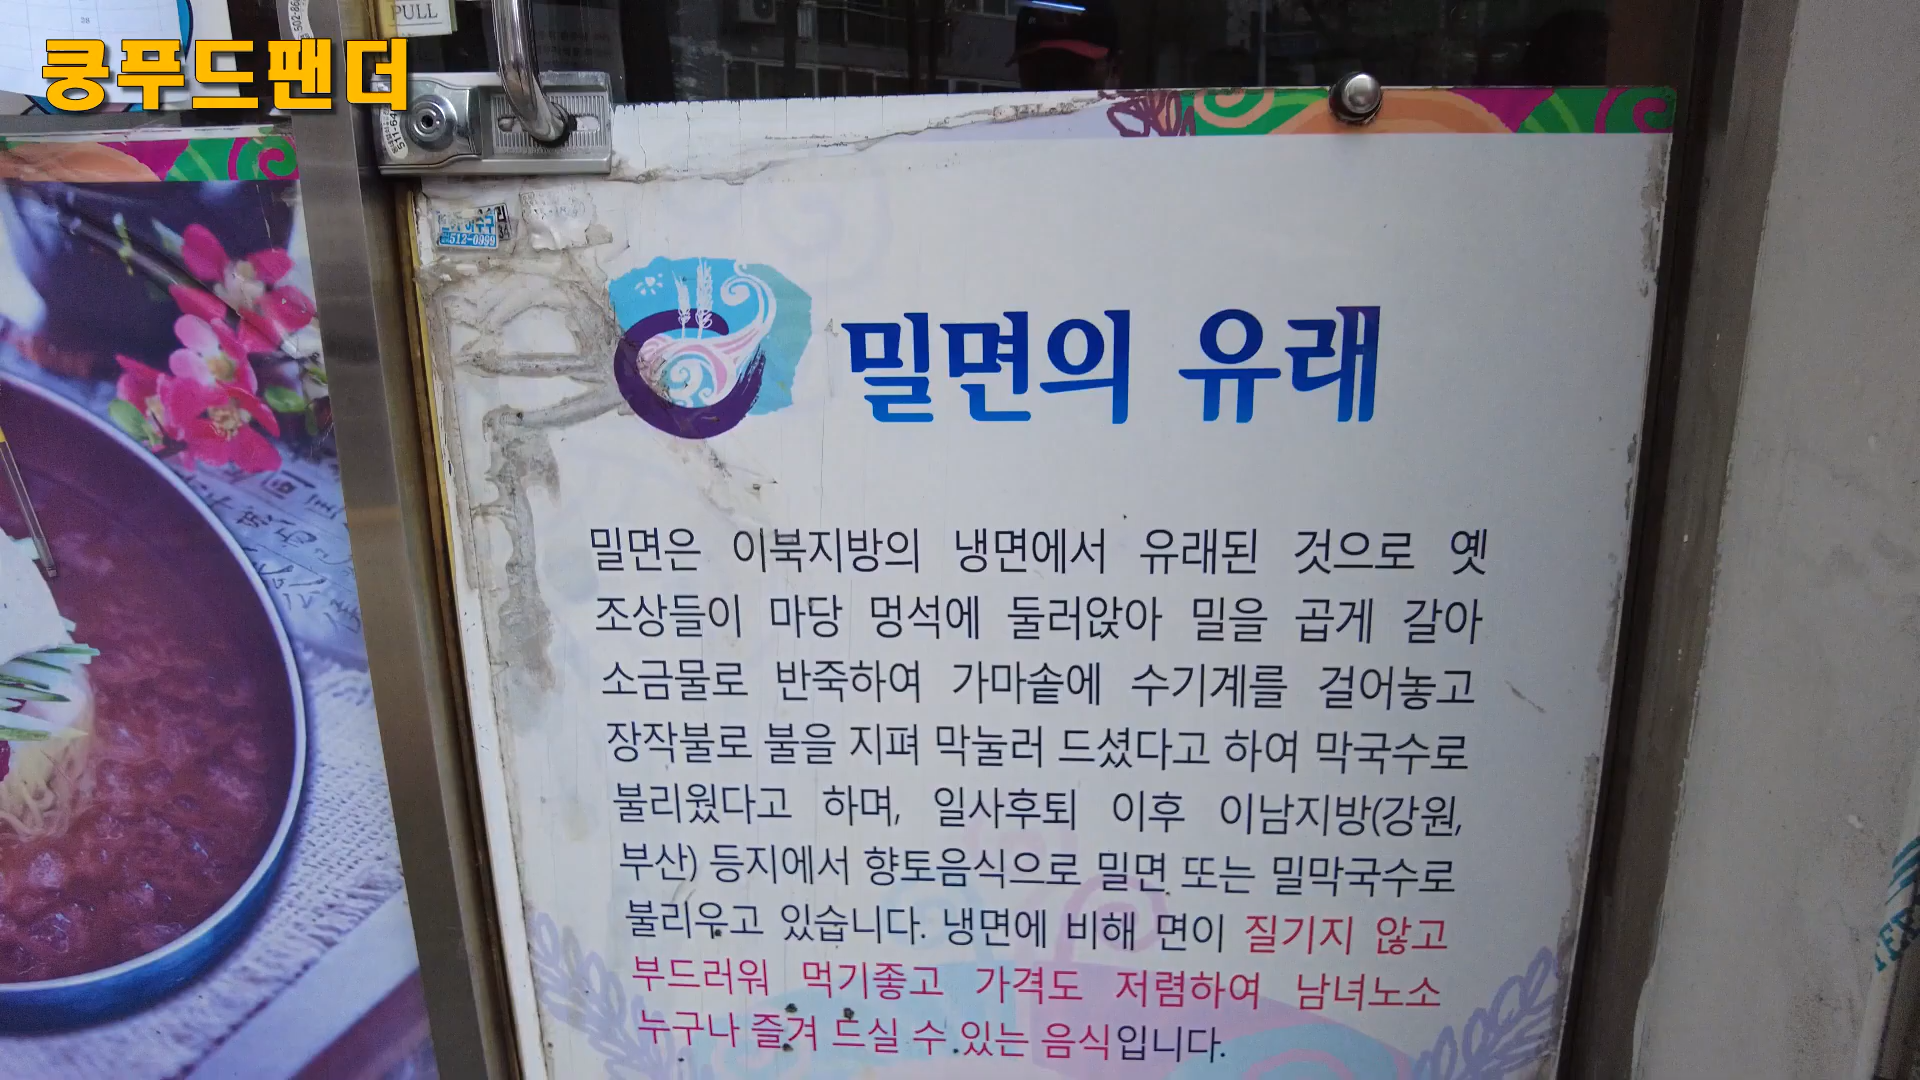 쿵푸드팬더
PULL
28
512-0999
밀면의 유래
밀면은 이북지방의 냉면에서 유래된 것으로 옛
조상들이 마당 멍석에 둘러앉아 밀을 곱게 갈아
소금물로 반죽하여 가마솥에 수기계를 걸어놓고
장작불로 불을 지펴 막눌러 드셨다고 하여 막국수로
불리웠다고 하며, 일사후퇴 이후 이남지방(강원,
부산) 등지에서 향토음식으로 밀면 또는 밀막국수로
불리우고 있습니다. 냉면에 비해 면이 질기지 않고
부드러워 먹기좋고 가격도 저렴하여 남녀노소
누구나 즐겨 드실 수 있는 음식입니다.